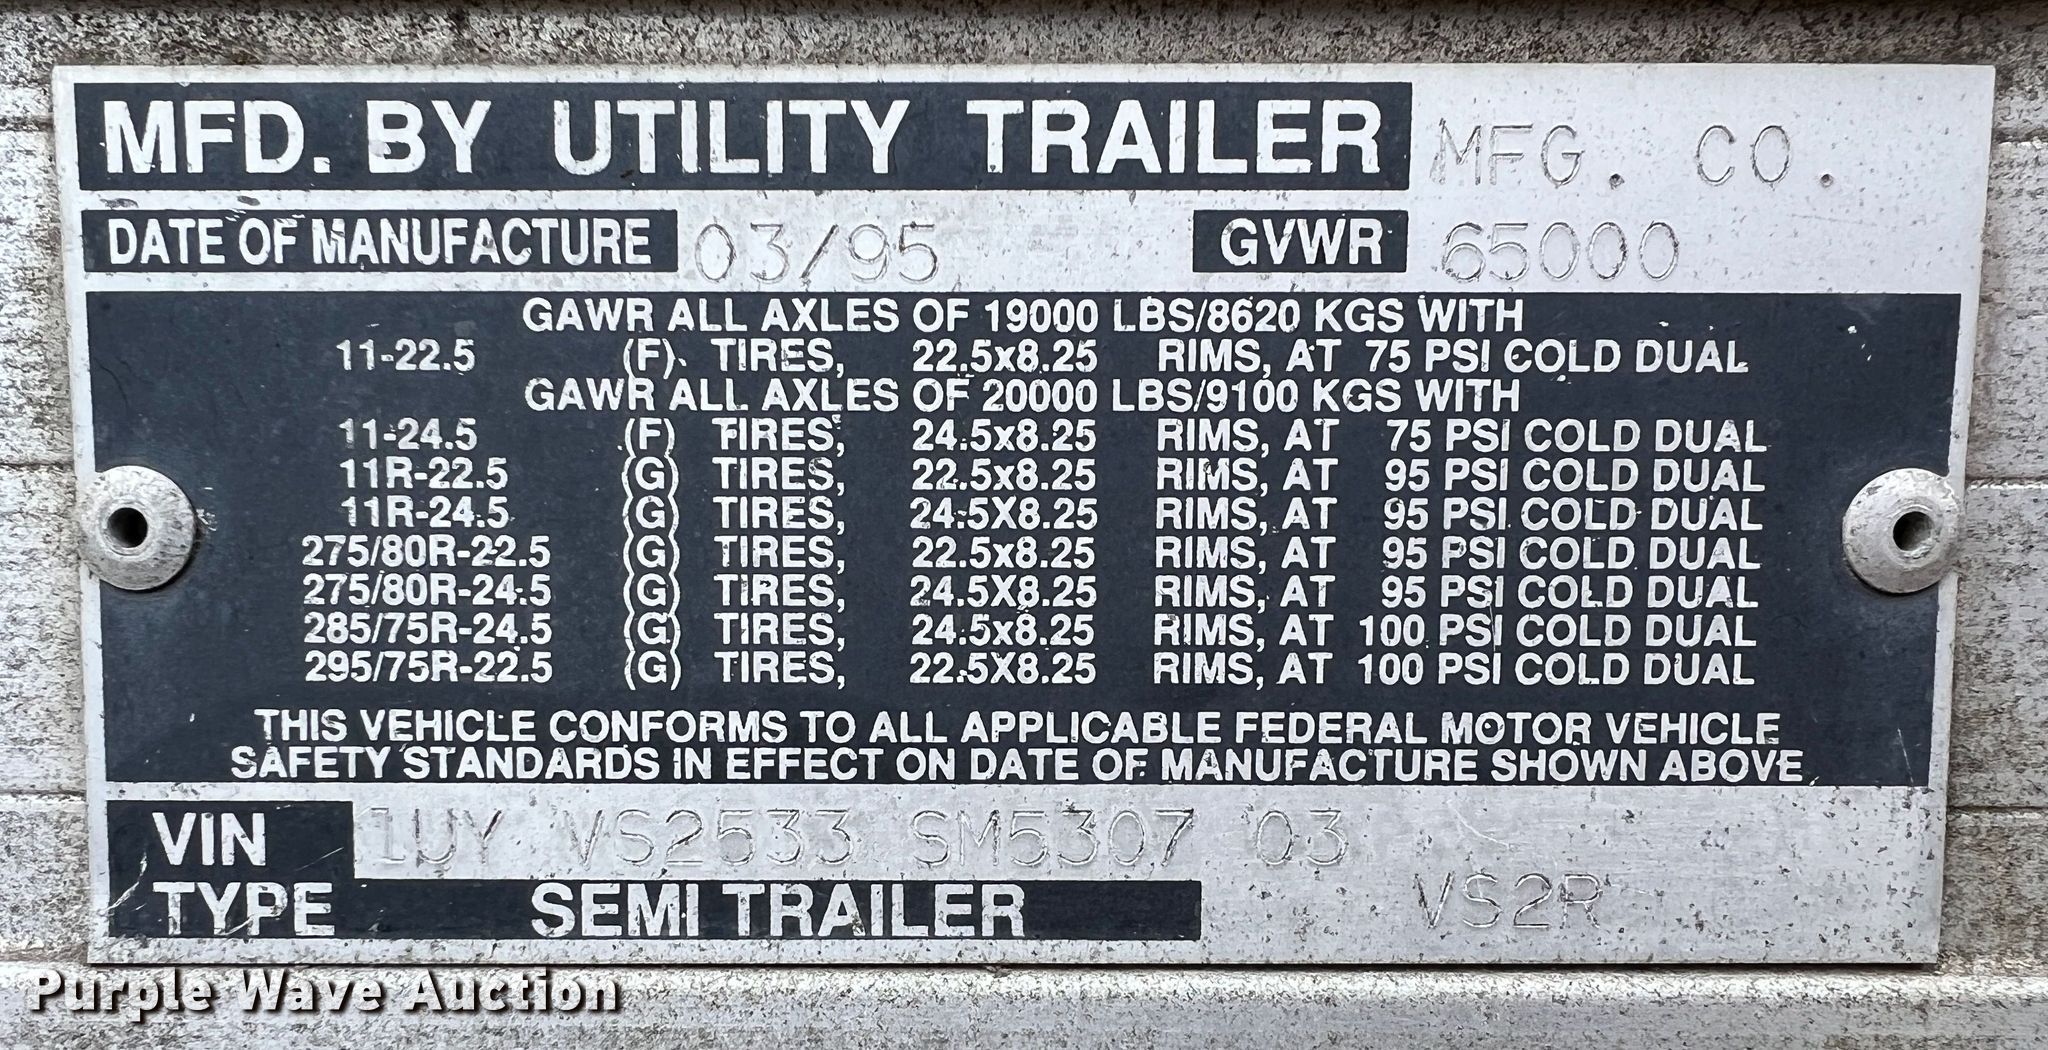 MFD. BY UTILITY TRAILER MFG. CO.
DATE OF MANUFACTURE 03/95 GVWR 65000
GAWR ALL AXLES OF 19000 LBS/8620 KGS WITH
11-22.5 (F) TIRES, 22.5x8.25 RIMS, AT 75 PSI COLD DUAL
GAWR ALL AXLES OF 20000 LBS/9100 KGS WITH
11-24.5 (F) TIRES, 24.5x8.25 RIMS, AT 75 PSI COLD DUAL
11R-22.5 (G) TIRES, 22.5x8.25 RIMS, AT 95 PSI COLD DUAL
11R-24.5 (G) TIRES, 24.5X8.25 RIMS, AT 95 PSI COLD DUAL
275/80R-22.5 (G) TIRES, 22.5X8.25 RIMS, AT 95 PSI COLD DUAL
275/80R-24.5 (G) TIRES, 24.5X8.25 RIMS, AT 95 PSI COLD DUAL
285/75R-24.5 (G) TIRES, 24.5x8.25 RIMS, AT 100 PSI COLD DUAL
295/75R-22.5 (G) TIRES, 22.5X8.25 RIMS, AT 100 PSI COLD DUAL
THIS VEHICLE CONFORMS TO ALL APPLICABLE FEDERAL MOTOR VEHICLE
SAFETY STANDARDS IN EFFECT ON DATE OF MANUFACTURE SHOWN ABOVE
VIN 1UY VS2533 SM5307 03
TYPE SEMI TRAILER VS2R
Purple Wave Auction